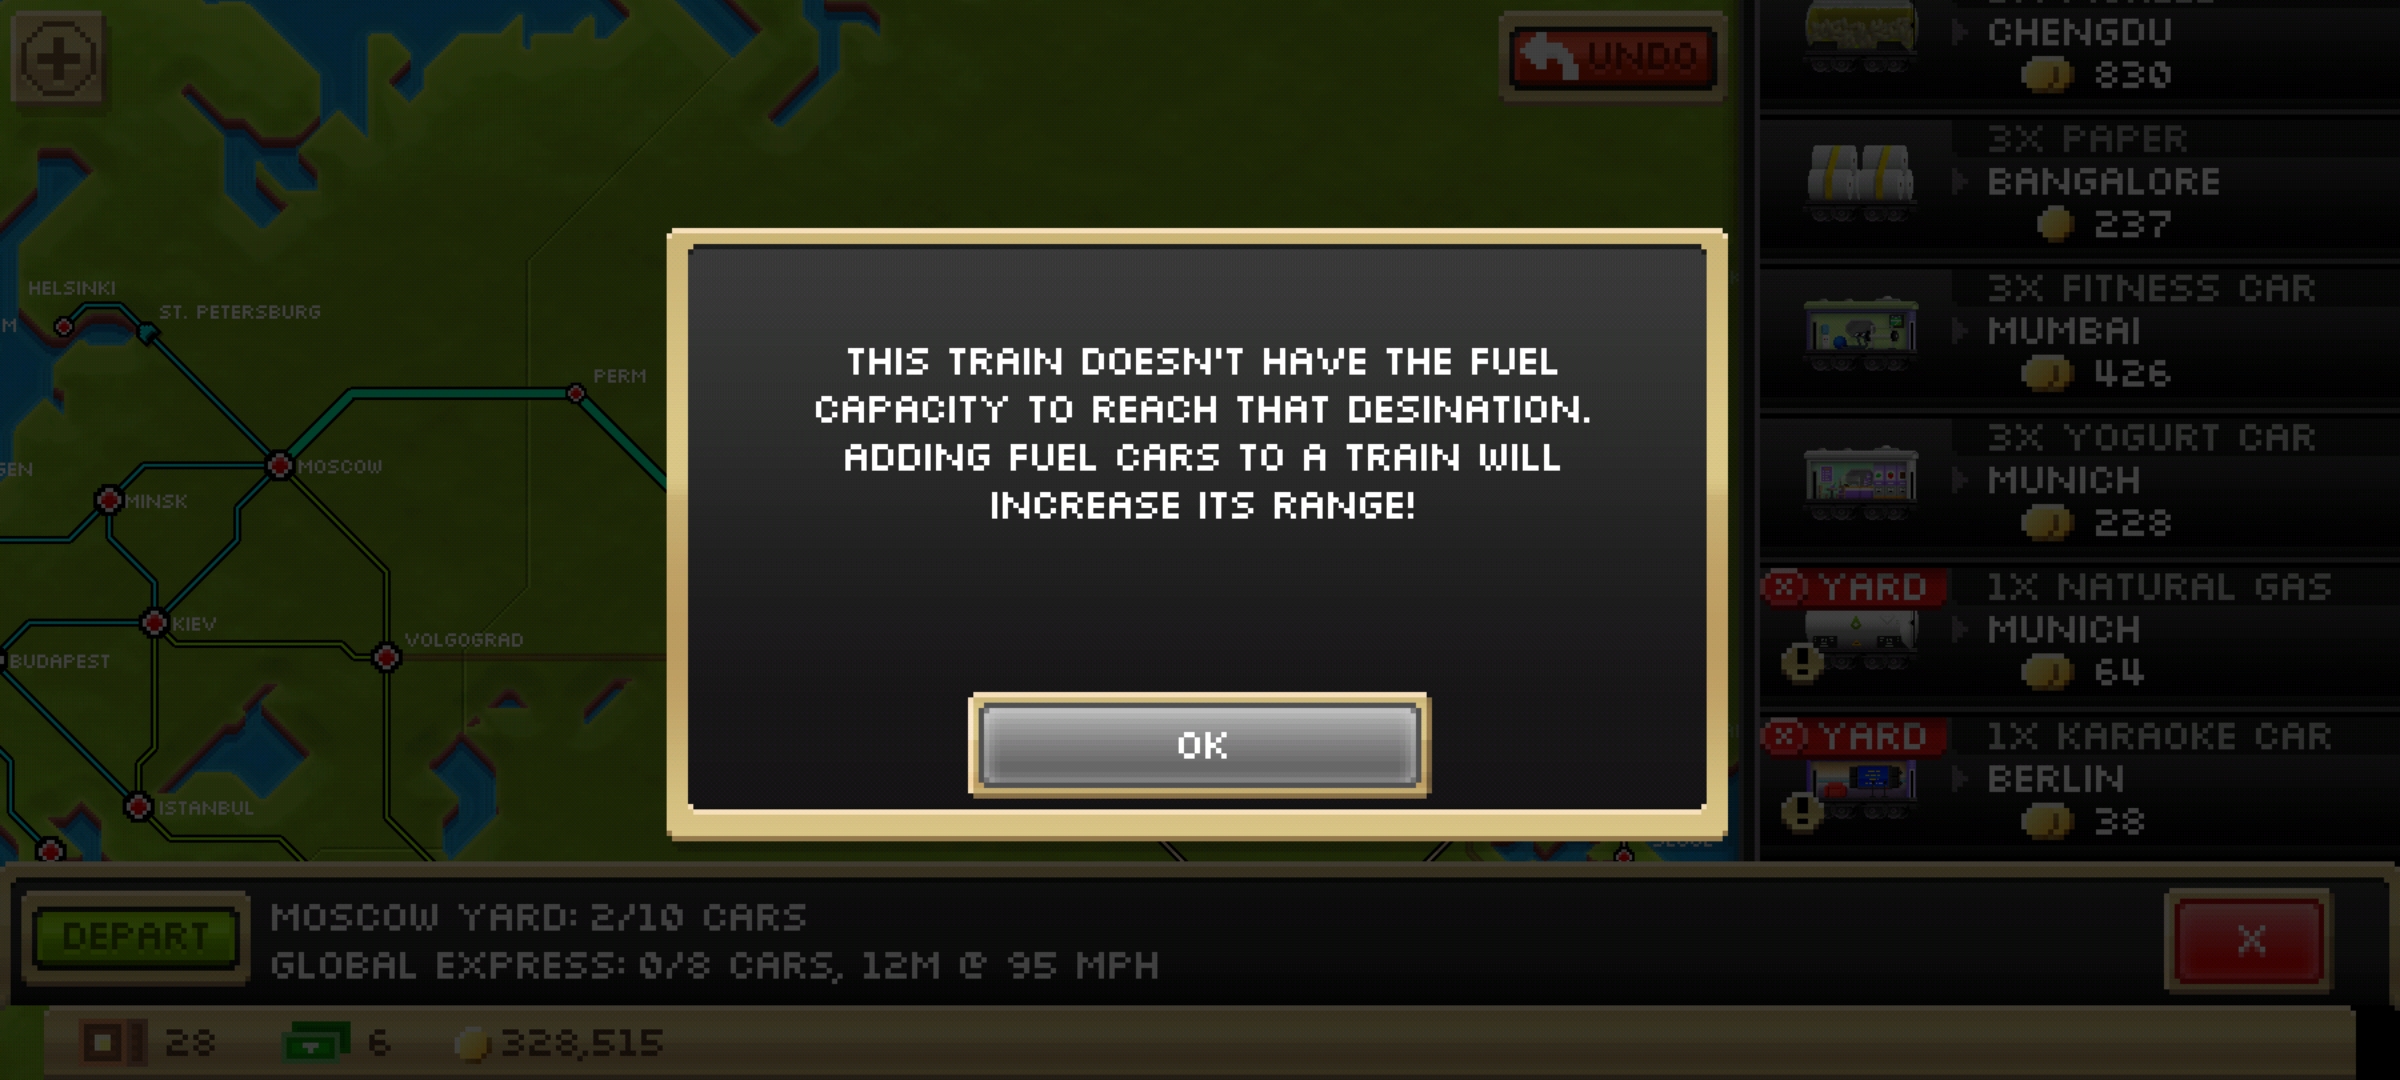 UNDO
CHENGDU
830
3X PAPER
BANGALORE
237
3X FITNESS CAR
MUMBAI
426
3X YOGURT CAR
MUNICH
228
YARD
1X NATURAL GAS
MUNICH
64
YARD
1X KARAOKE CAR
BERLIN
38
HELSINKI
ST. PETERSBURG
M
PERM
MOSCOW
SEN
MINSK
KIEV
VOLGOGRAD
BUDAPEST
ISTANBUL
THIS TRAIN DOESN'T HAVE THE FUEL
CAPACITY TO REACH THAT DESINATION.
ADDING FUEL CARS TO A TRAIN WILL
INCREASE ITS RANGE!
OK
DEPART
MOSCOW YARD: 2/10 CARS
GLOBAL EXPRESS: 0/8 CARS, 12M @ 95 MPH
X
28
6
328,515